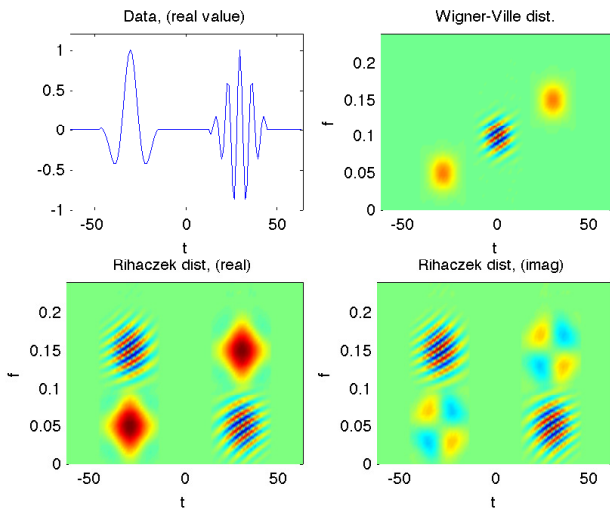 Data, (real value)
1
0.5
0
-0.5
-1
-50
0
50
t
Wigner-Ville dist.
0.2
0.15
0.1
0.05
0
f
-50
0
50
t
Rihaczek dist, (real)
0.2
0.15
0.1
0.05
0
f
-50
0
50
t
Rihaczek dist, (imag)
0.2
0.15
0.1
0.05
0
f
-50
0
50
t